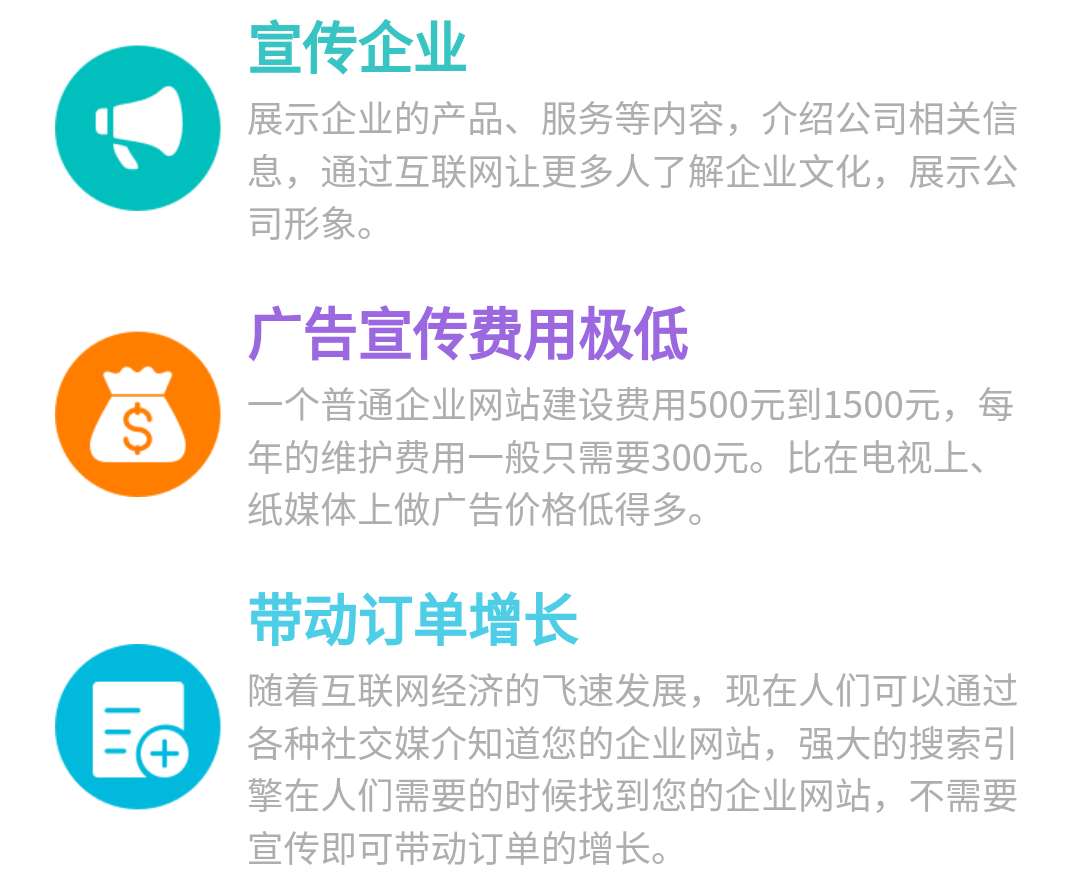 宣传企业
展示企业的产品、服务等内容，介绍公司相关信
息，通过互联网让更多人了解企业文化，展示公
司形象。
广告宣传费用极低
一个普通企业网站建设费用500元到1500元，每
年的维护费用一般只需要300元。比在电视上、
纸媒体上做广告价格低得多。
带动订单增长
随着互联网经济的飞速发展，现在人们可以通过
各种社交媒介知道您的企业网站，强大的搜索引
擎在人们需要的时候找到您的企业网站，不需要
宣传即可带动订单的增长。